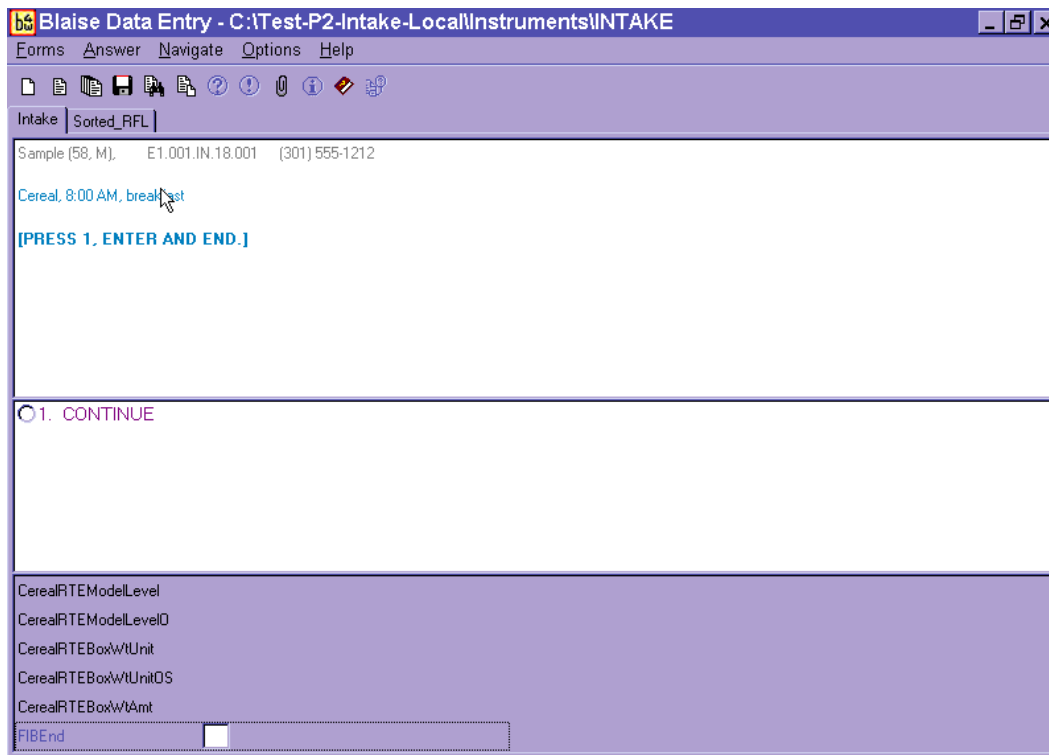 Blaise Data Entry - C:\Test-P2-Intake-Local\Instruments\INTAKE
Forms Answer Navigate Options Help
Intake Sorted_RFL
Sample (58, M), E1.001.IN.18.001 (301) 555-1212
Cereal, 8:00 AM, breakfast
[PRESS 1, ENTER AND END.]
1. CONTINUE
CerealRTEModelLevel
CerealRTEModelLevelO
CerealRTEBoxWtUnit
CerealRTEBoxWtUnitOS
CerealRTEBoxWtAmt
FIBEnd